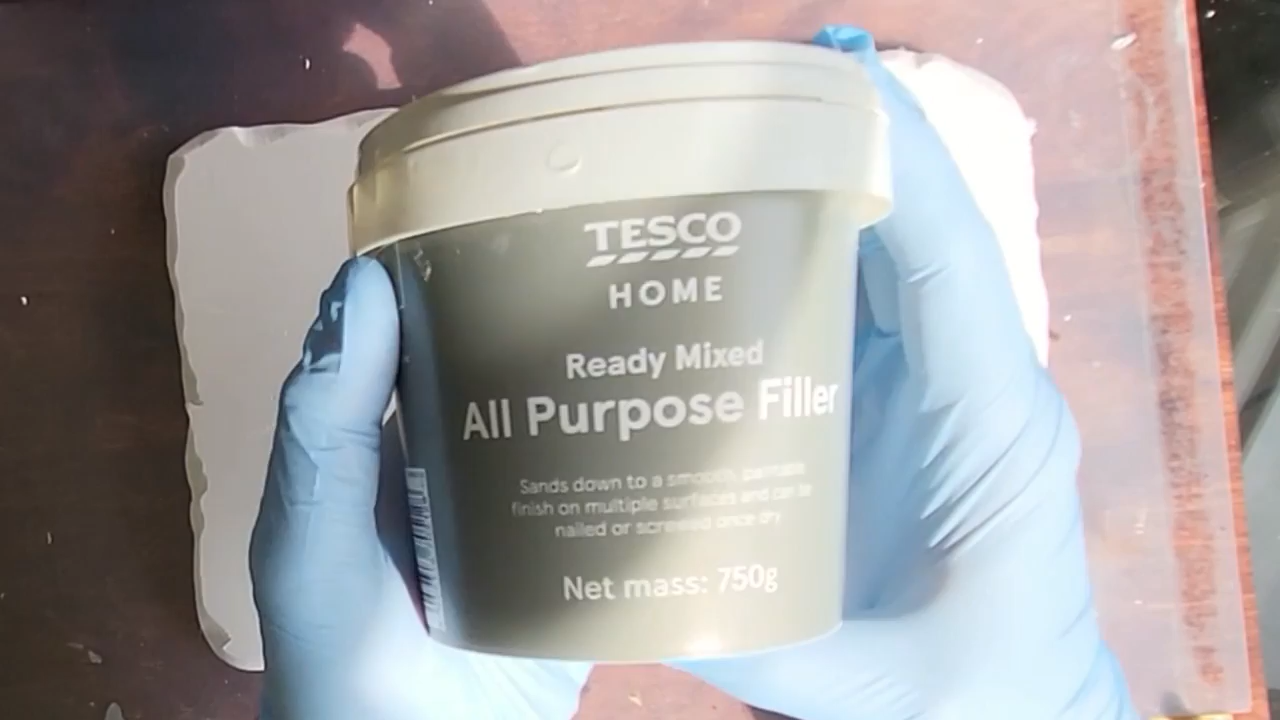 TESCO
HOME
Ready Mixed
All Purpose Filler
Sands down to a smooth, paintable
finish on multiple surfaces and can be
nailed or screwed once dry
Net mass: 750g